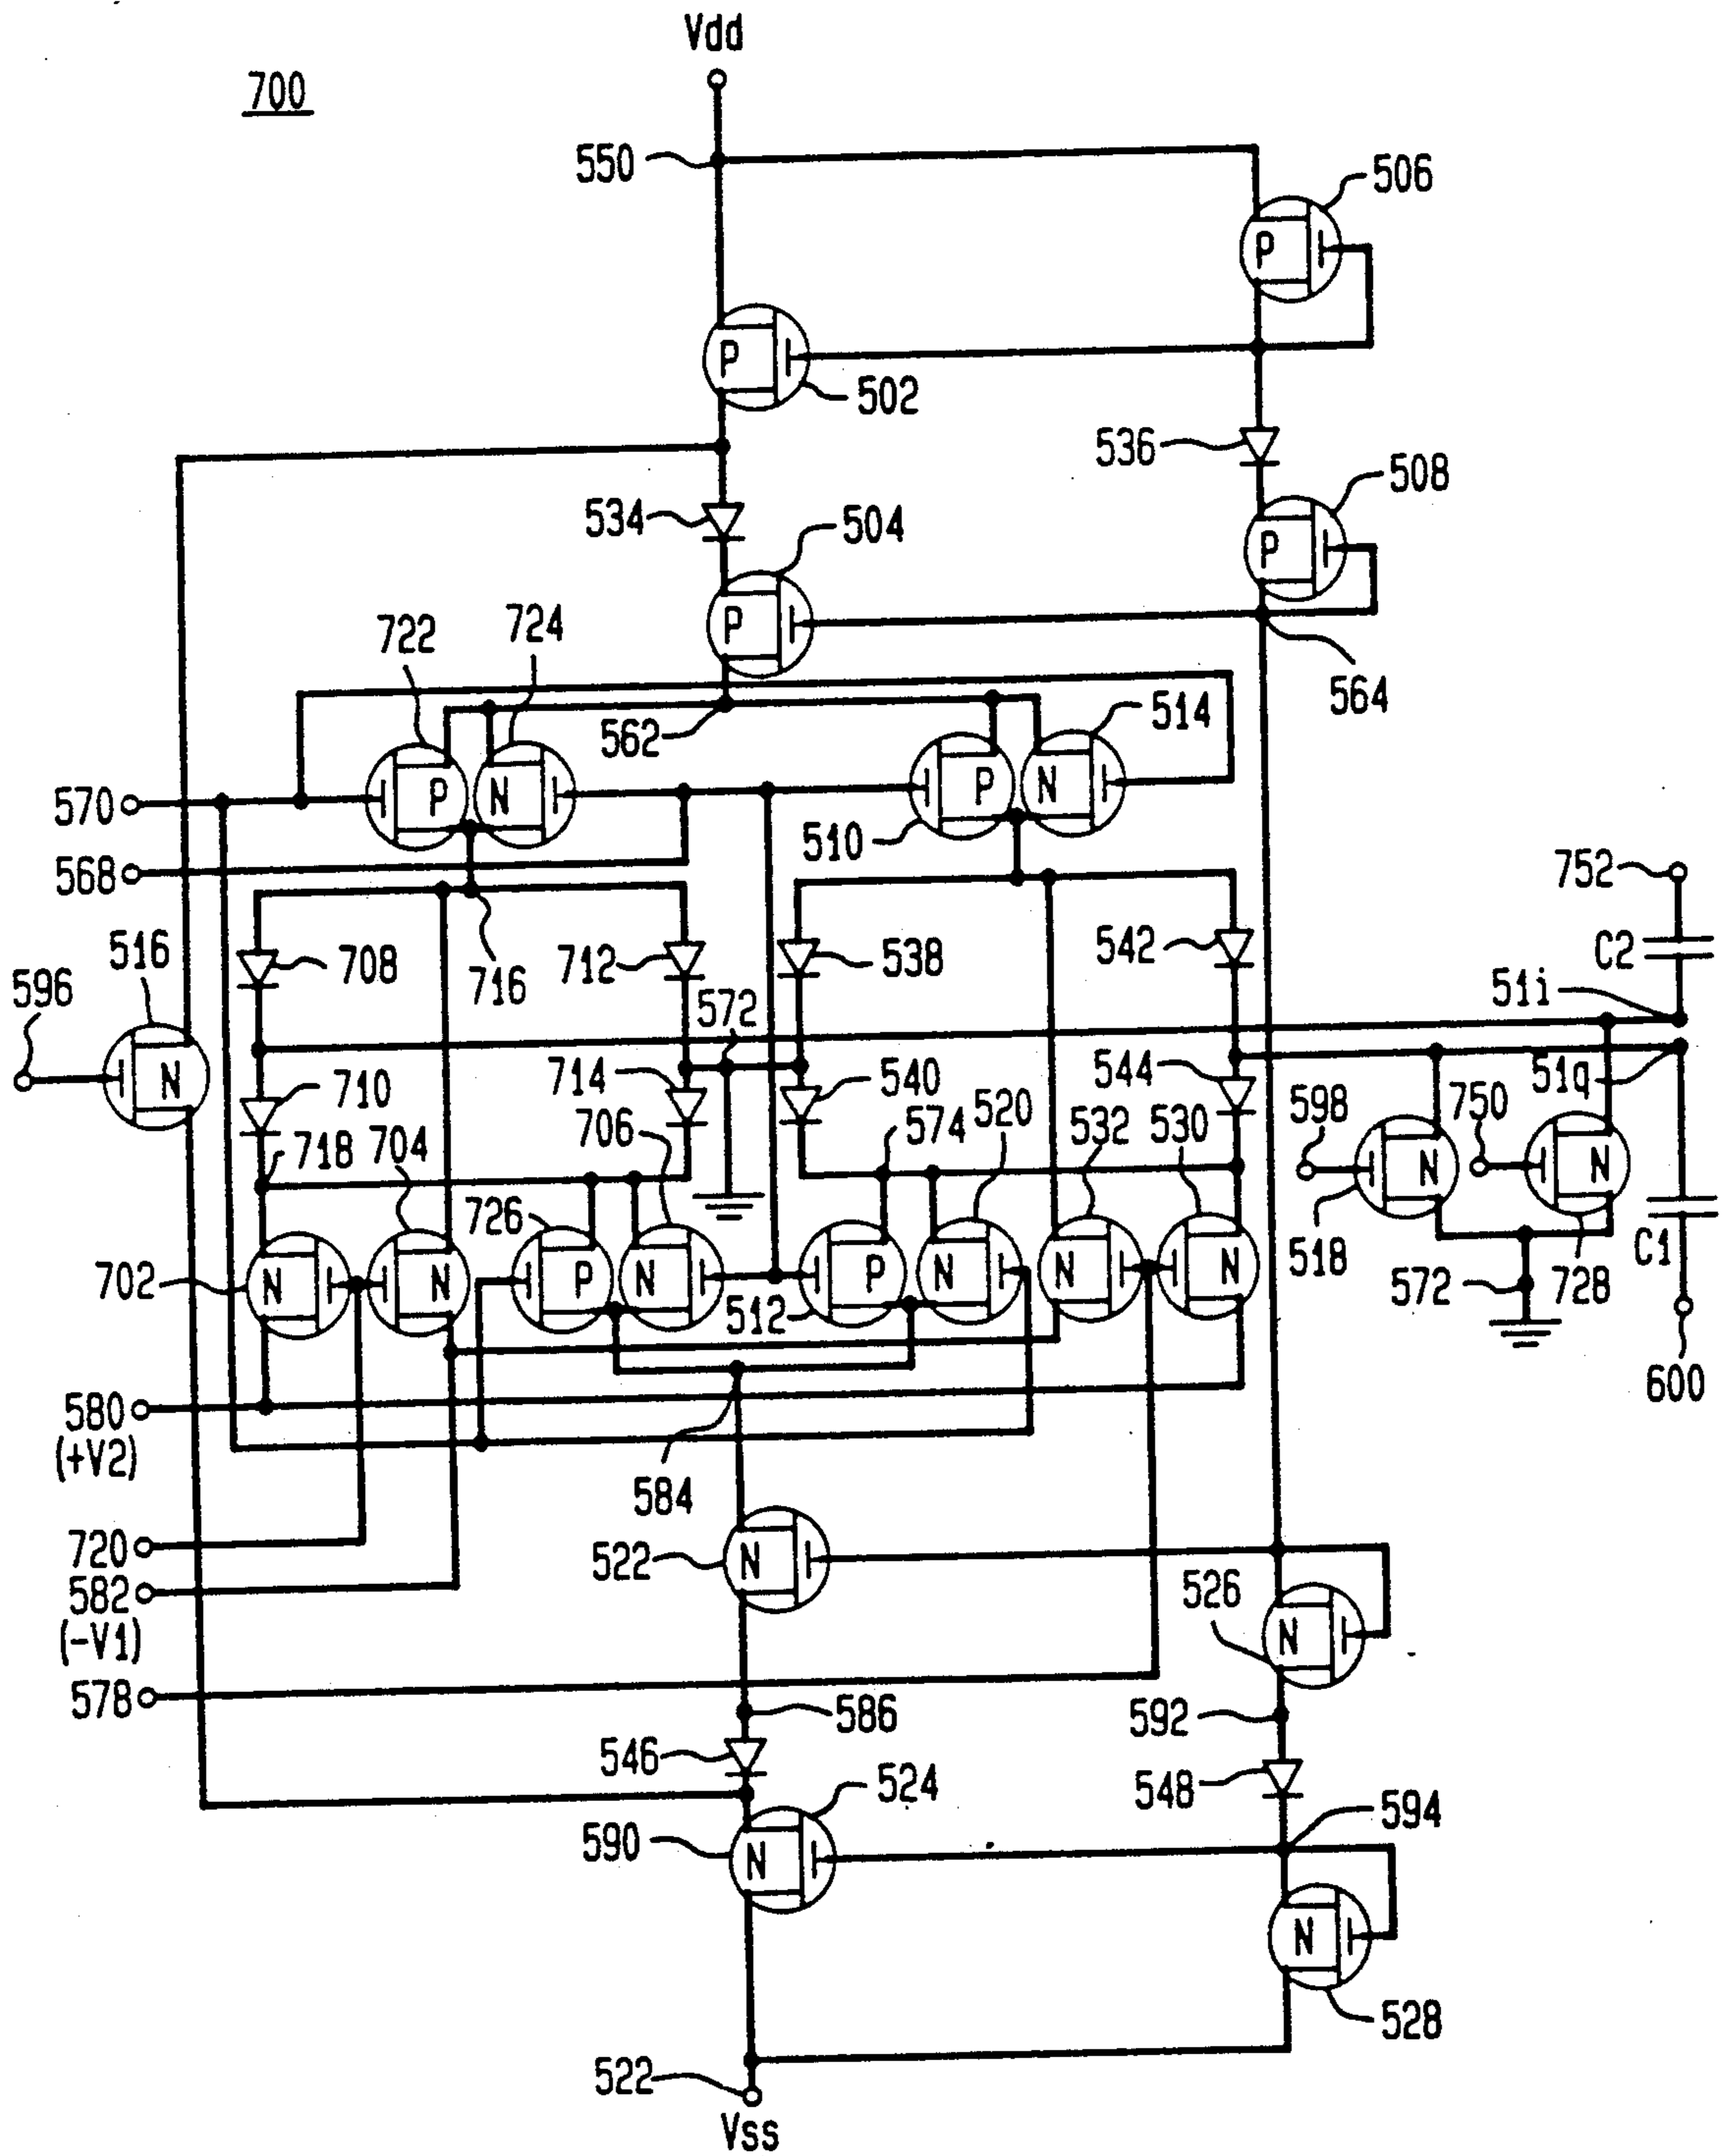 Vdd
700
550
506
P
P
502
536
508
534
504
P
P
722
724
564
562
514
570
P
N
P
N
510
568
752
516
708
712
716
538
542
C2
596
572
51i
N
710
714
540
544
51q
718
704
706
574
520
532
530
598
750
N
N
726
702
N
N
P
N
P
N
N
N
512
518
572
728
C1
580
(+V2)
600
584
720
522
N
526
582
(-V1)
N
578
586
592
546
524
548
594
590
N
N
528
522
Vss